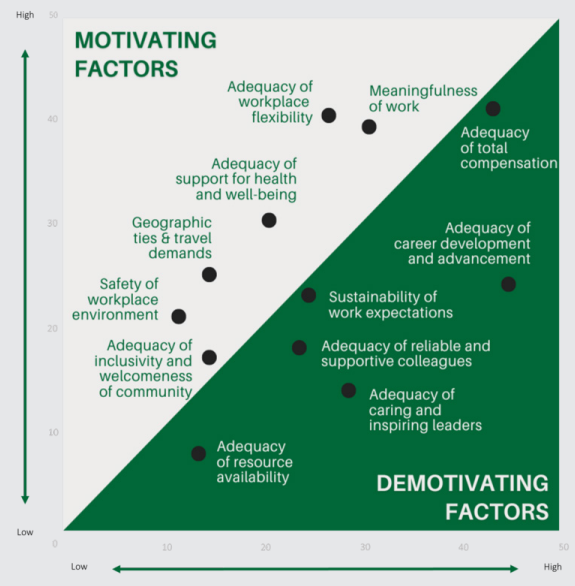 High
50
MOTIVATING
FACTORS
Adequacy of
workplace
flexibility
Meaningfulness
of work
40
Adequacy
of total
compensation
Adequacy of
support for health
and well-being
Geographic
ties & travel
demands
30
Adequacy of
career development
and advancement
Safety of
workplace
environment
Sustainability of
work expectations
20
Adequacy of
inclusivity and
welcomeness
of community
Adequacy of reliable and
supportive colleagues
Adequacy of
caring and
inspiring leaders
10
Adequacy
of resource
availability
DEMOTIVATING
FACTORS
Low
0
10
20
30
40
50
Low
High